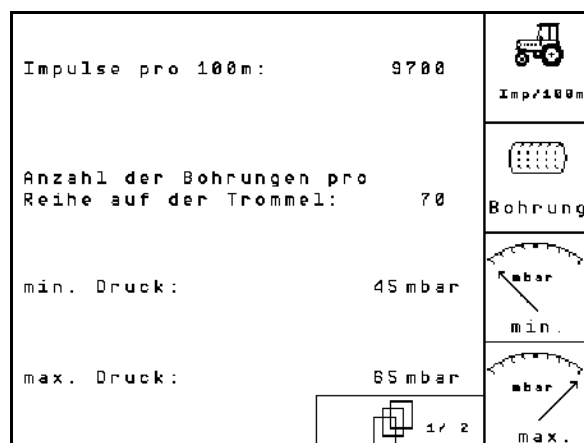 Impulse pro 100m: 9700
Imp/100m
Anzahl der Bohrungen pro
Reihe auf der Trommel: 70
Bohrung
min. Druck: 45 mbar
mbar
min.
max. Druck: 65 mbar
mbar
max.
1/ 2